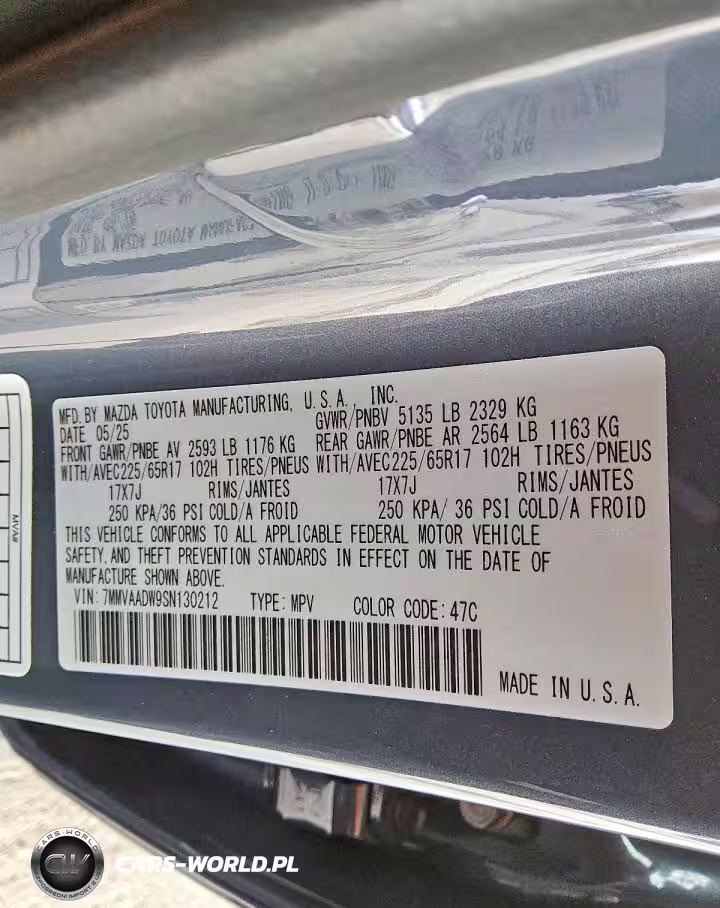 MFD. BY MAZDA TOYOTA MANUFACTURING, U.S.A., INC.
DATE 05/25 GVWR/PNBV 5135 LB 2329 KG
FRONT GAWR/PNBE AV 2593 LB 1176 KG REAR GAWR/PNBE AR 2564 LB 1163 KG
WITH/AVEC225/65R17 102H TIRES/PNEUS WITH/AVEC225/65R17 102H TIRES/PNEUS
17X7J RIMS/JANTES 17X7J RIMS/JANTES
250 KPA/36 PSI COLD/A FROID 250 KPA/ 36 PSI COLD/A FROID
THIS VEHICLE CONFORMS TO ALL APPLICABLE FEDERAL MOTOR VEHICLE
SAFETY, AND THEFT PREVENTION STANDARDS IN EFFECT ON THE DATE OF
MANUFACTURE SHOWN ABOVE.
VIN: 7MMVAADW9SN130212 TYPE: MPV COLOR CODE: 47C
MADE IN U.S.A.
MVA#
CARS-WORLD
CW
CARS-WORLD.PL